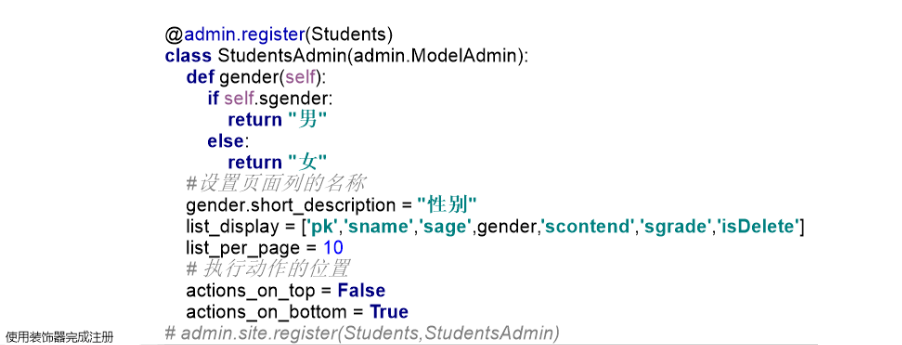 @admin.register(Students)
class StudentsAdmin(admin.ModelAdmin):
def gender(self):
if self.sgender:
return "男"
else:
return "女"
#设置页面列的名称
gender.short_description = "性别"
list_display = ['pk','sname','sage',gender,'scontend','sgrade','isDelete']
list_per_page = 10
# 执行动作的位置
actions_on_top = False
actions_on_bottom = True
# admin.site.register(Students,StudentsAdmin)
使用装饰器完成注册